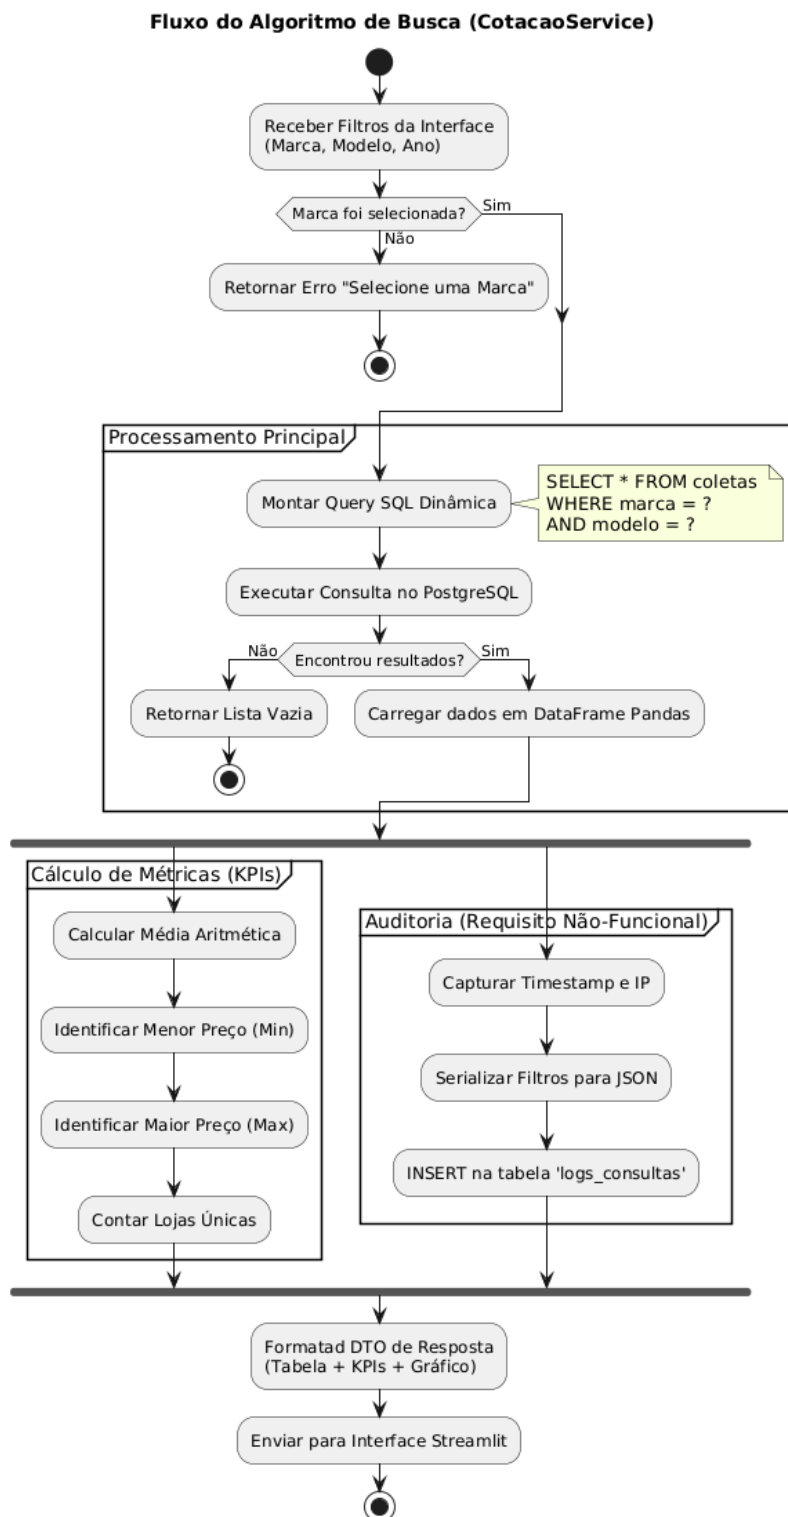 Fluxo do Algoritmo de Busca (CotacaoService)
Receber Filtros da Interface
(Marca, Modelo, Ano)
Marca foi selecionada?
Sim
Não
Retornar Erro "Selecione uma Marca"
Processamento Principal
Montar Query SQL Dinâmica
SELECT * FROM coletas
WHERE marca = ?
AND modelo = ?
Executar Consulta no PostgreSQL
Não
Encontrou resultados?
Sim
Retornar Lista Vazia
Carregar dados em DataFrame Pandas
Cálculo de Métricas (KPIs)
Calcular Média Aritmética
Identificar Menor Preço (Min)
Identificar Maior Preço (Max)
Contar Lojas Únicas
Auditoria (Requisito Não-Funcional)
Capturar Timestamp e IP
Serializar Filtros para JSON
INSERT na tabela 'logs_consultas'
Formatad DTO de Resposta
(Tabela + KPIs + Gráfico)
Enviar para Interface Streamlit